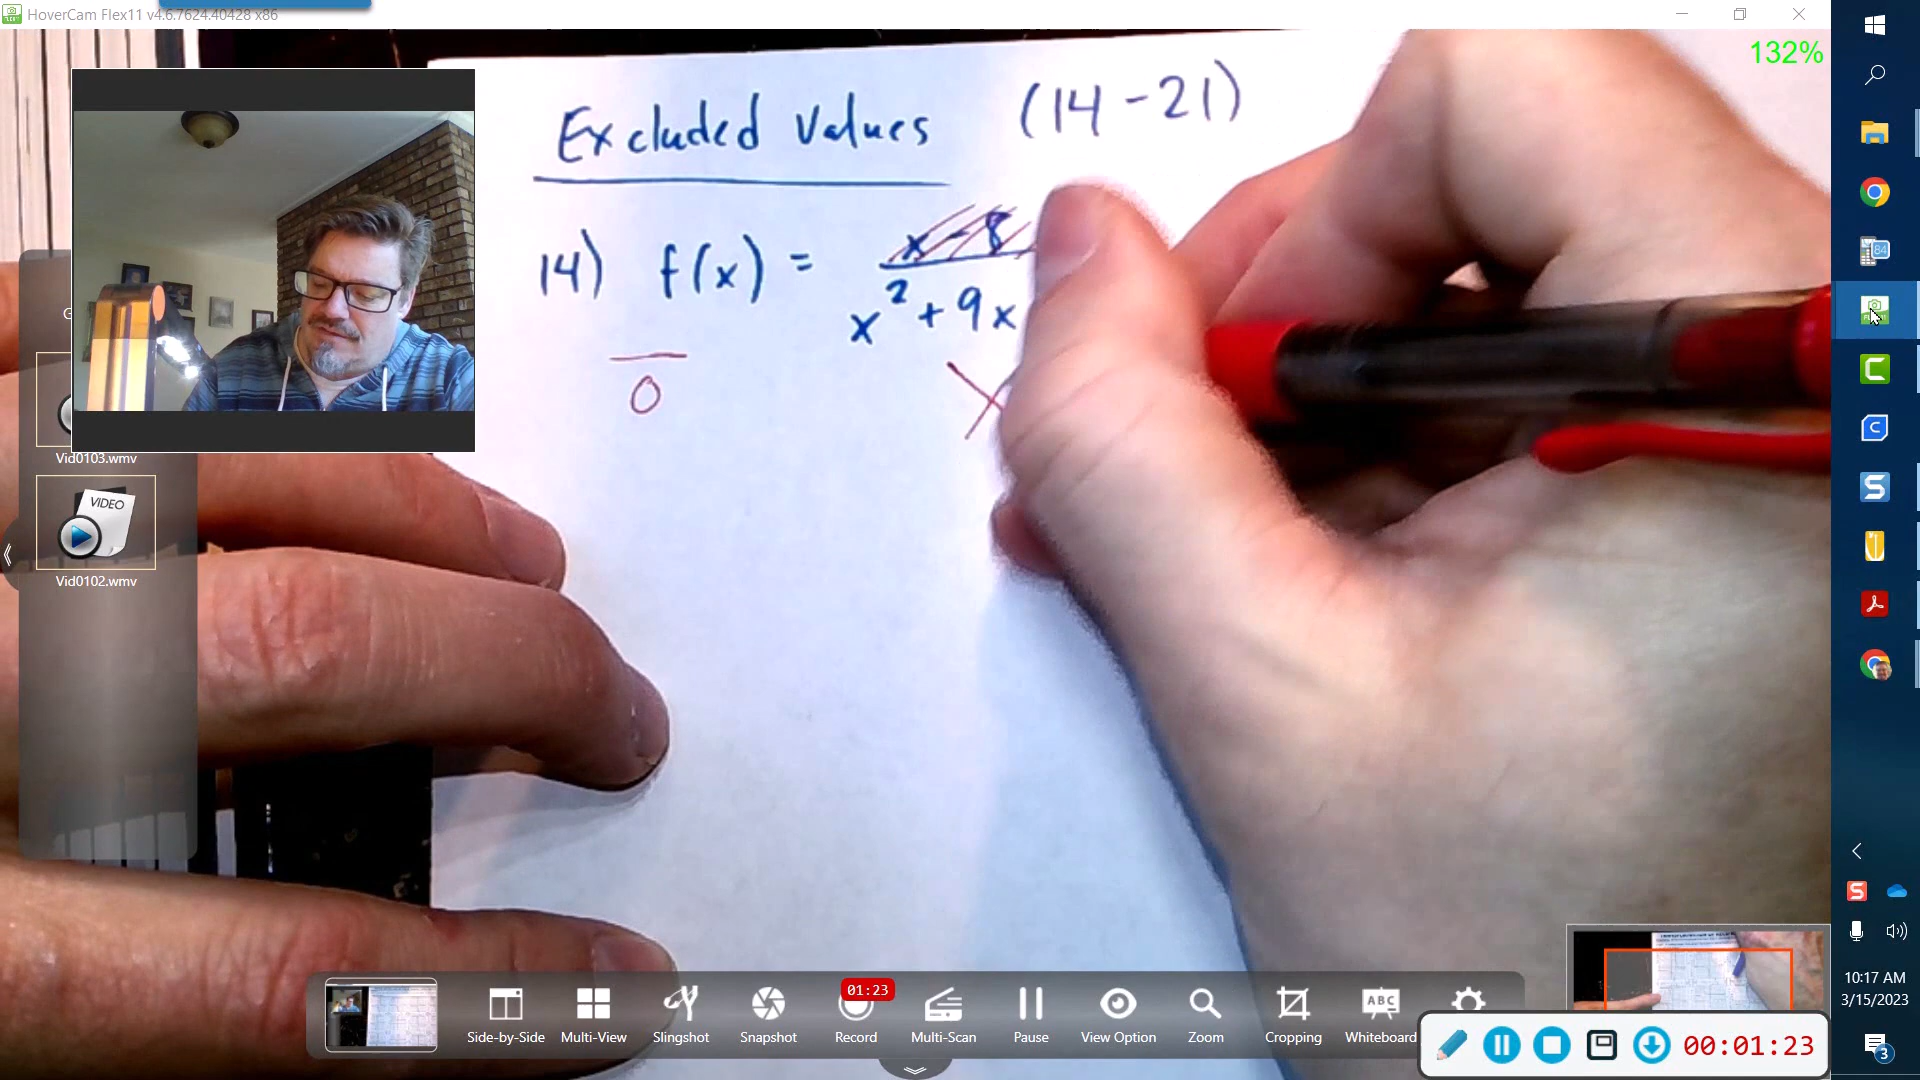 HoverCam Flex11 v4.6.7624.40428 x86
132%
Excluded Values (14-21)
14) f(x) = x-8
x²+9x
0
X
G
Vid0103.wmv
VIDEO
Vid0102.wmv
84
C
S
S
01:23
Side-by-Side Multi-View Slingshot Snapshot Record Multi-Scan Pause View Option Zoom Cropping Whiteboard
ABC
00:01:23
10:17 AM
3/15/2023
3